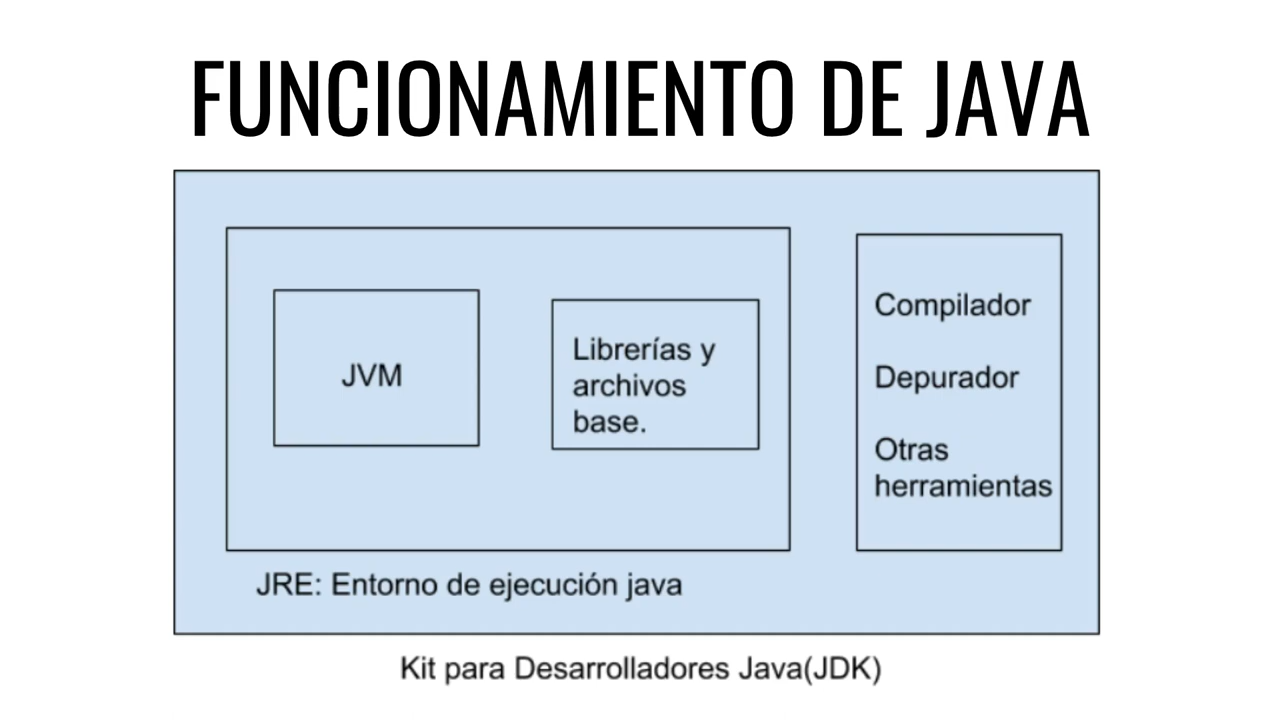 FUNCIONAMIENTO DE JAVA
JVM
Librerías y
archivos
base.
Compilador
Depurador
Otras
herramientas
JRE: Entorno de ejecución java
Kit para Desarrolladores Java(JDK)